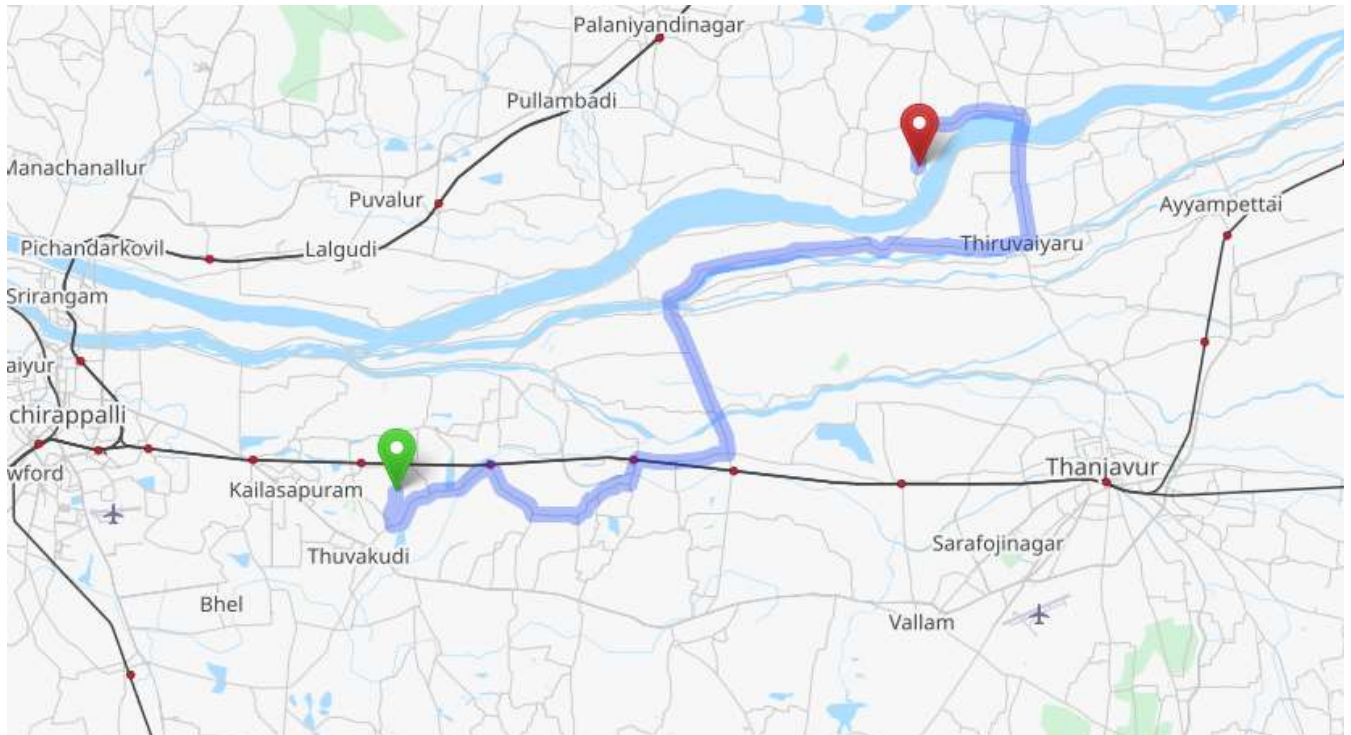 Palaniyandinagar
Pullambadi
Manachanallur
Puvalur
Ayyampettai
Pichandarkovil
Lalgudi
Thiruvaiyaru
Srirangam
aiyur
chirappalli
wford
Kailasapuram
Thanjavur
Thuvakudi
Sarafojinagar
Bhel
Vallam